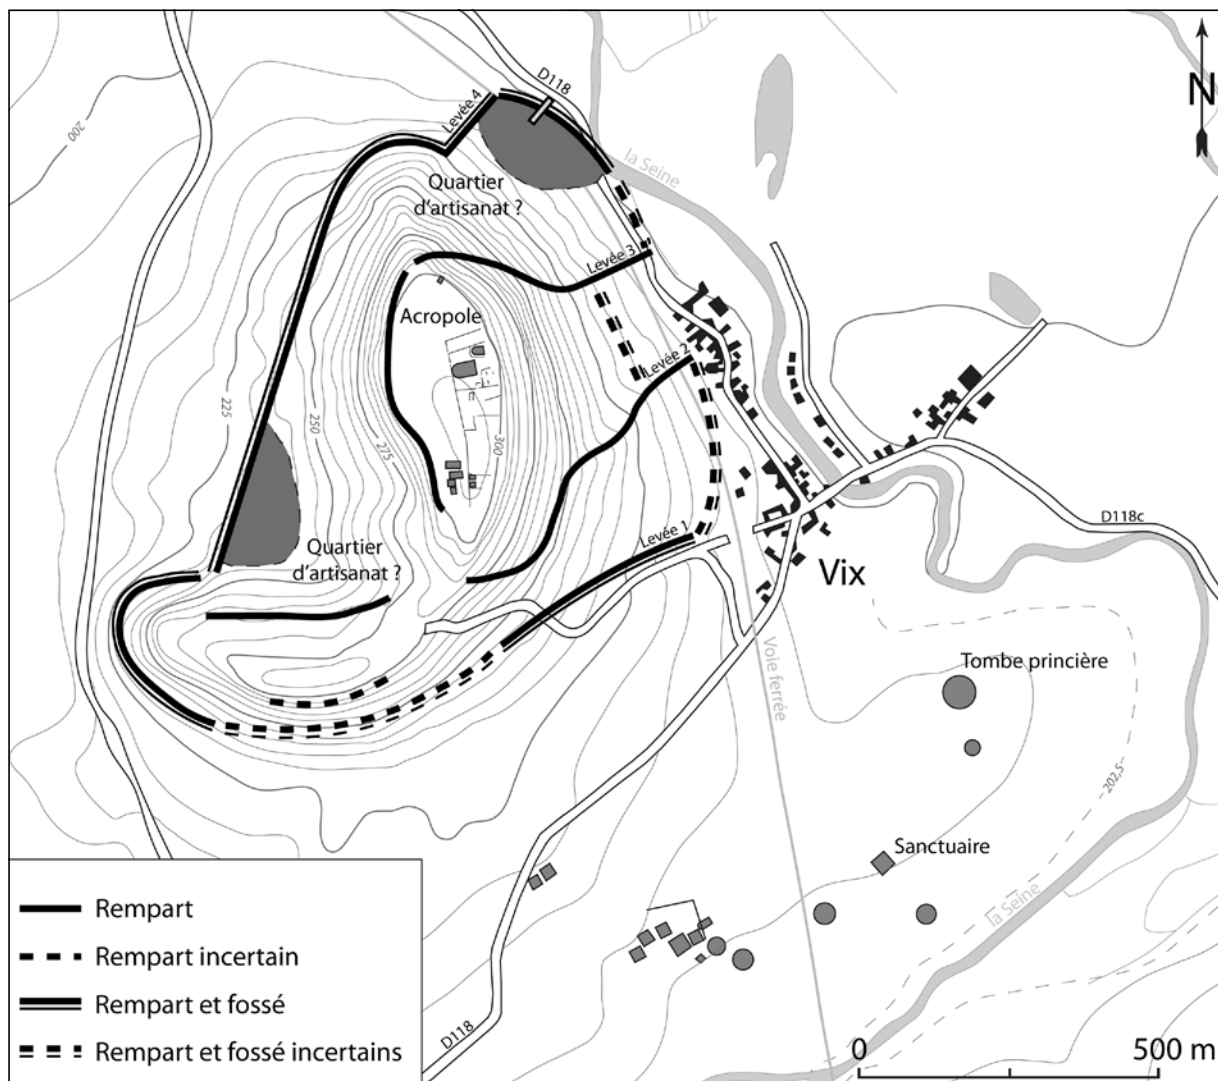 N
D118
Levée 4
200
la Seine
Quartier
d'artisanat ?
Levée 3
Acropole
Levée 2
225
250
275
300
Levée 1
D118c
Quartier
d'artisanat ?
Vix
Voie ferrée
Tombe princière
202,5
Sanctuaire
la Seine
D118
Rempart
Rempart incertain
Rempart et fossé
Rempart et fossé incertains
0
500 m